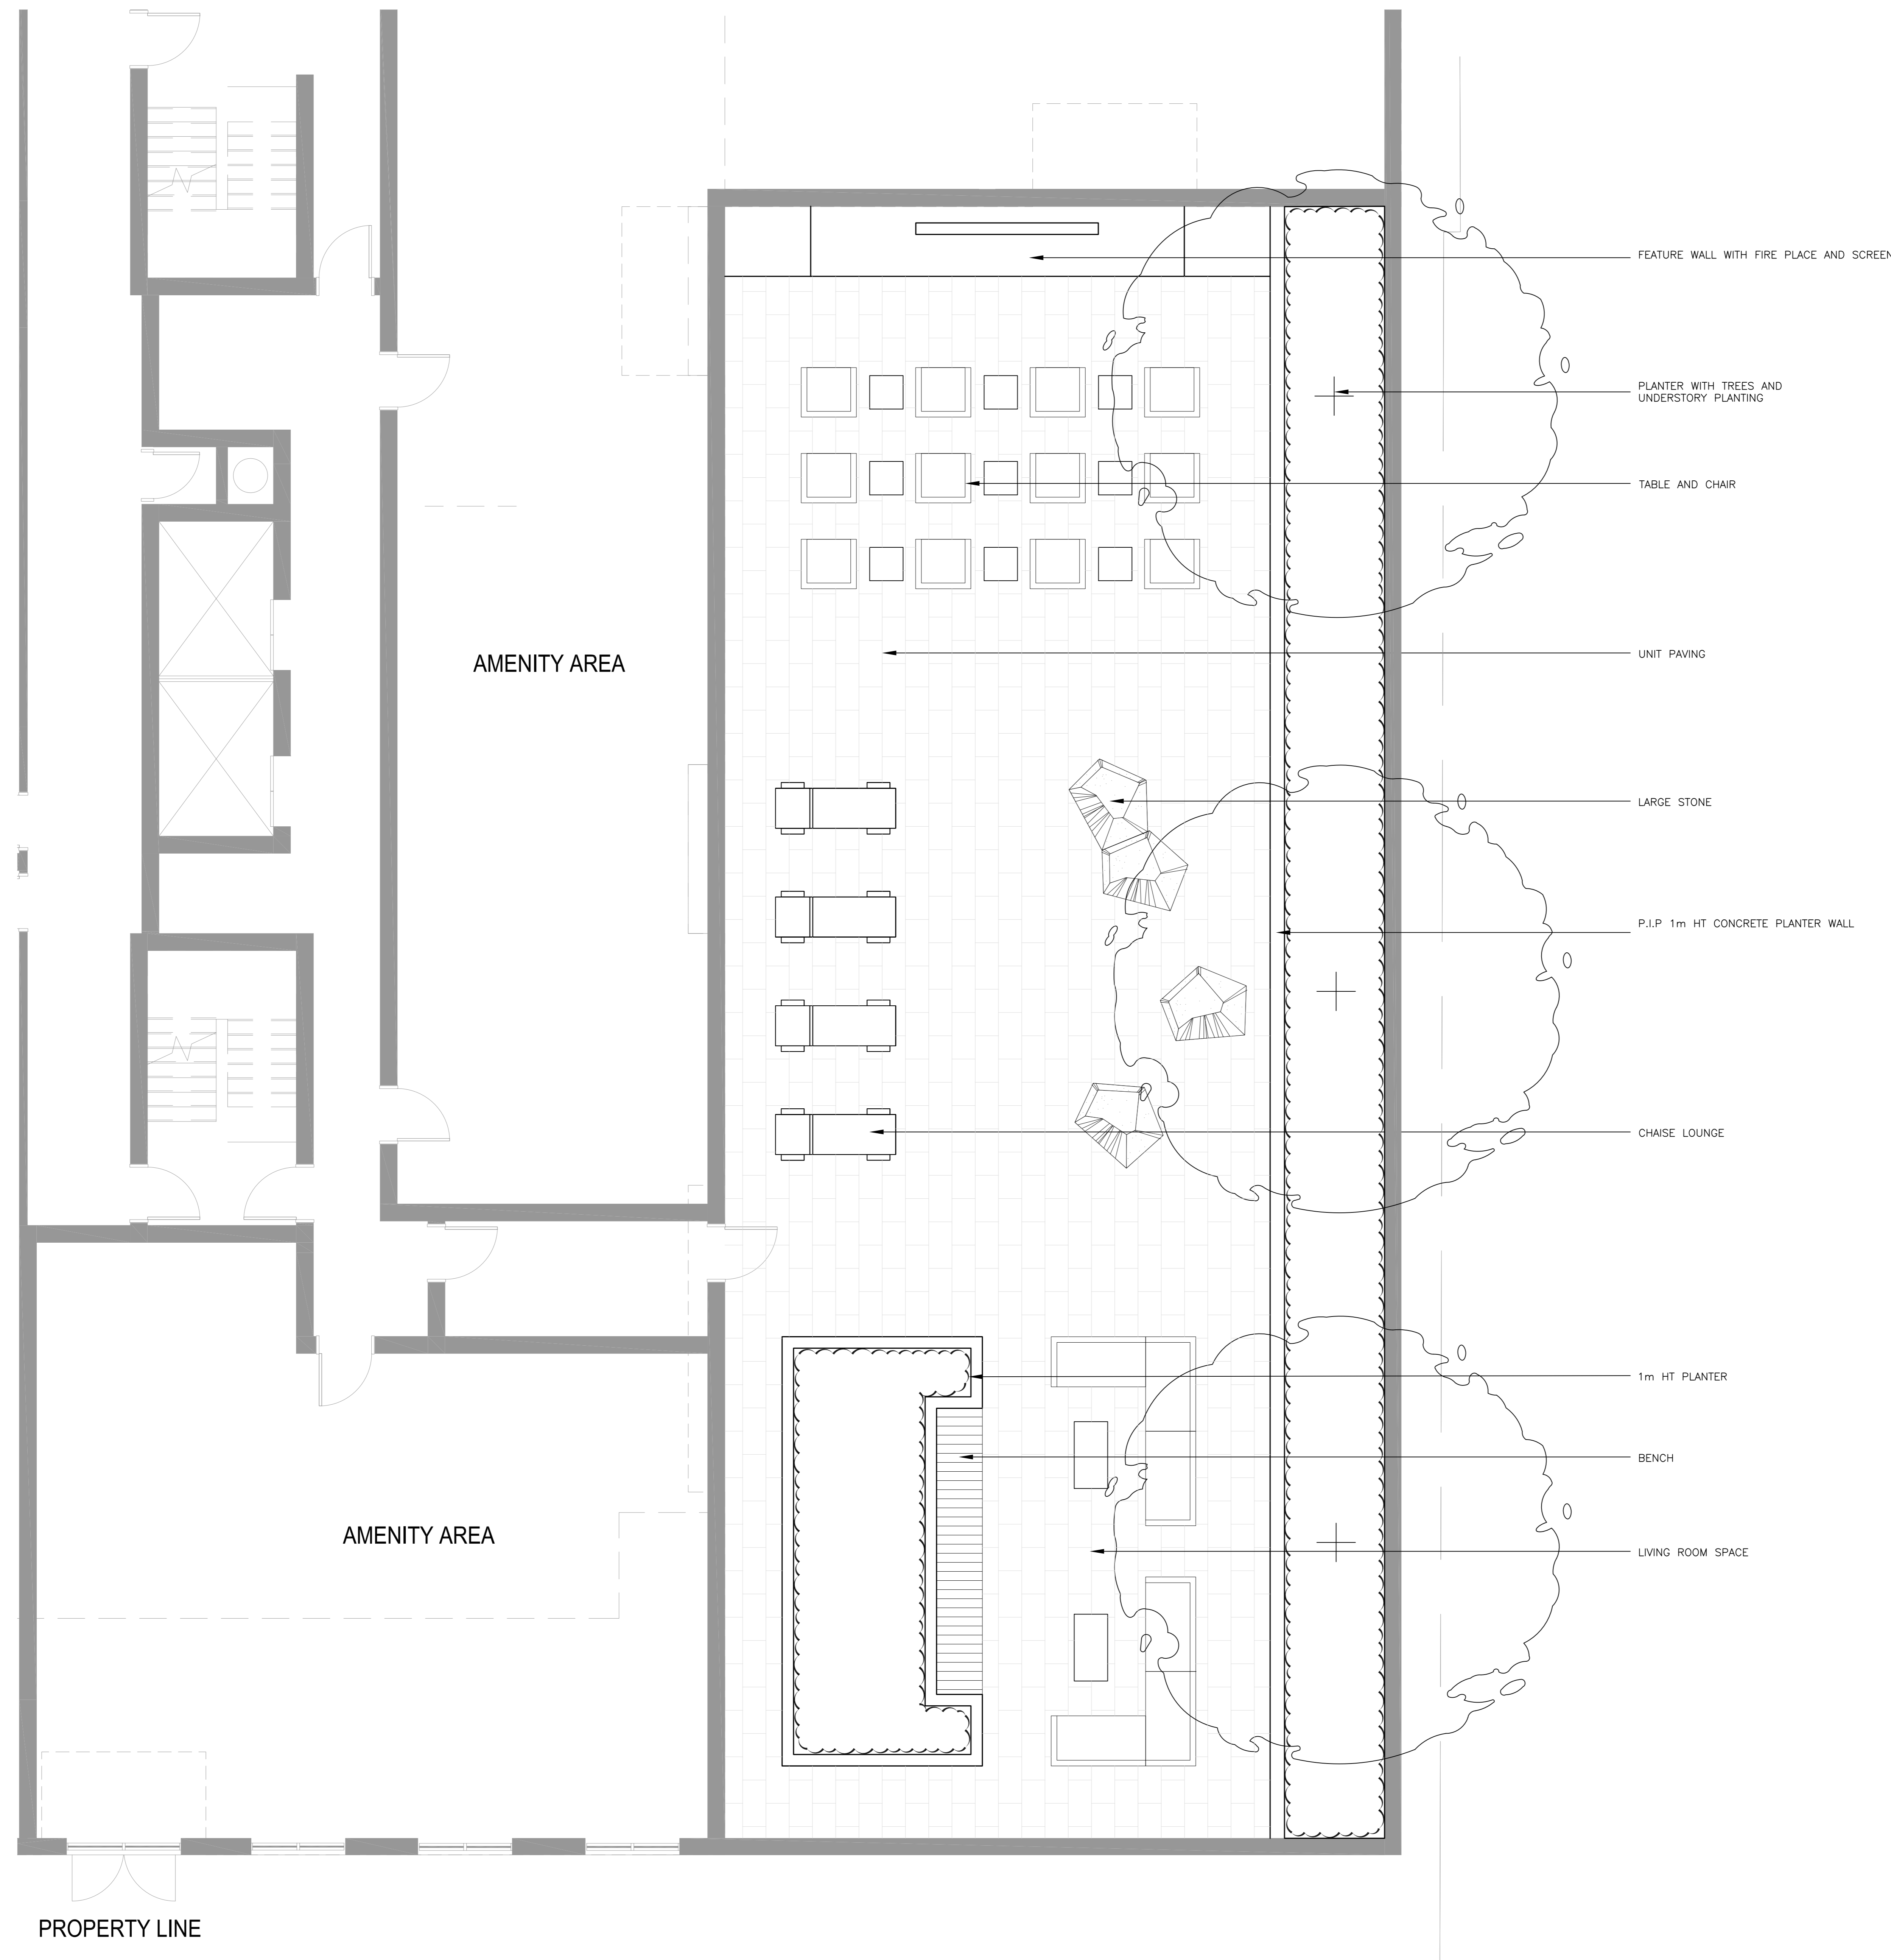 FEATURE WALL WITH FIRE PLACE AND SCREEN
PLANTER WITH TREES AND
UNDERSTORY PLANTING
TABLE AND CHAIR
UNIT PAVING
AMENITY AREA
LARGE STONE
P.I.P 1m HT CONCRETE PLANTER WALL
CHAISE LOUNGE
1m HT PLANTER
BENCH
AMENITY AREA
LIVING ROOM SPACE
PROPERTY LINE